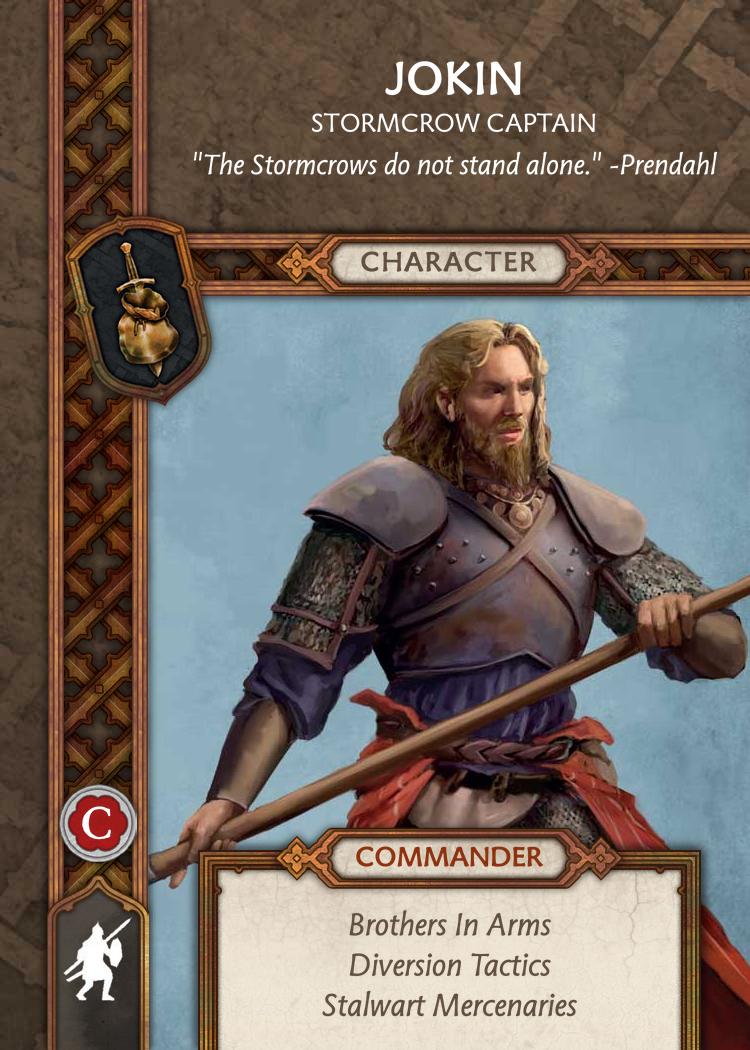 JOKIN
STORMCROW CAPTAIN
"The Stormcrows do not stand alone." -Prendahl
CHARACTER
C
COMMANDER
Brothers In Arms
Diversion Tactics
Stalwart Mercenaries